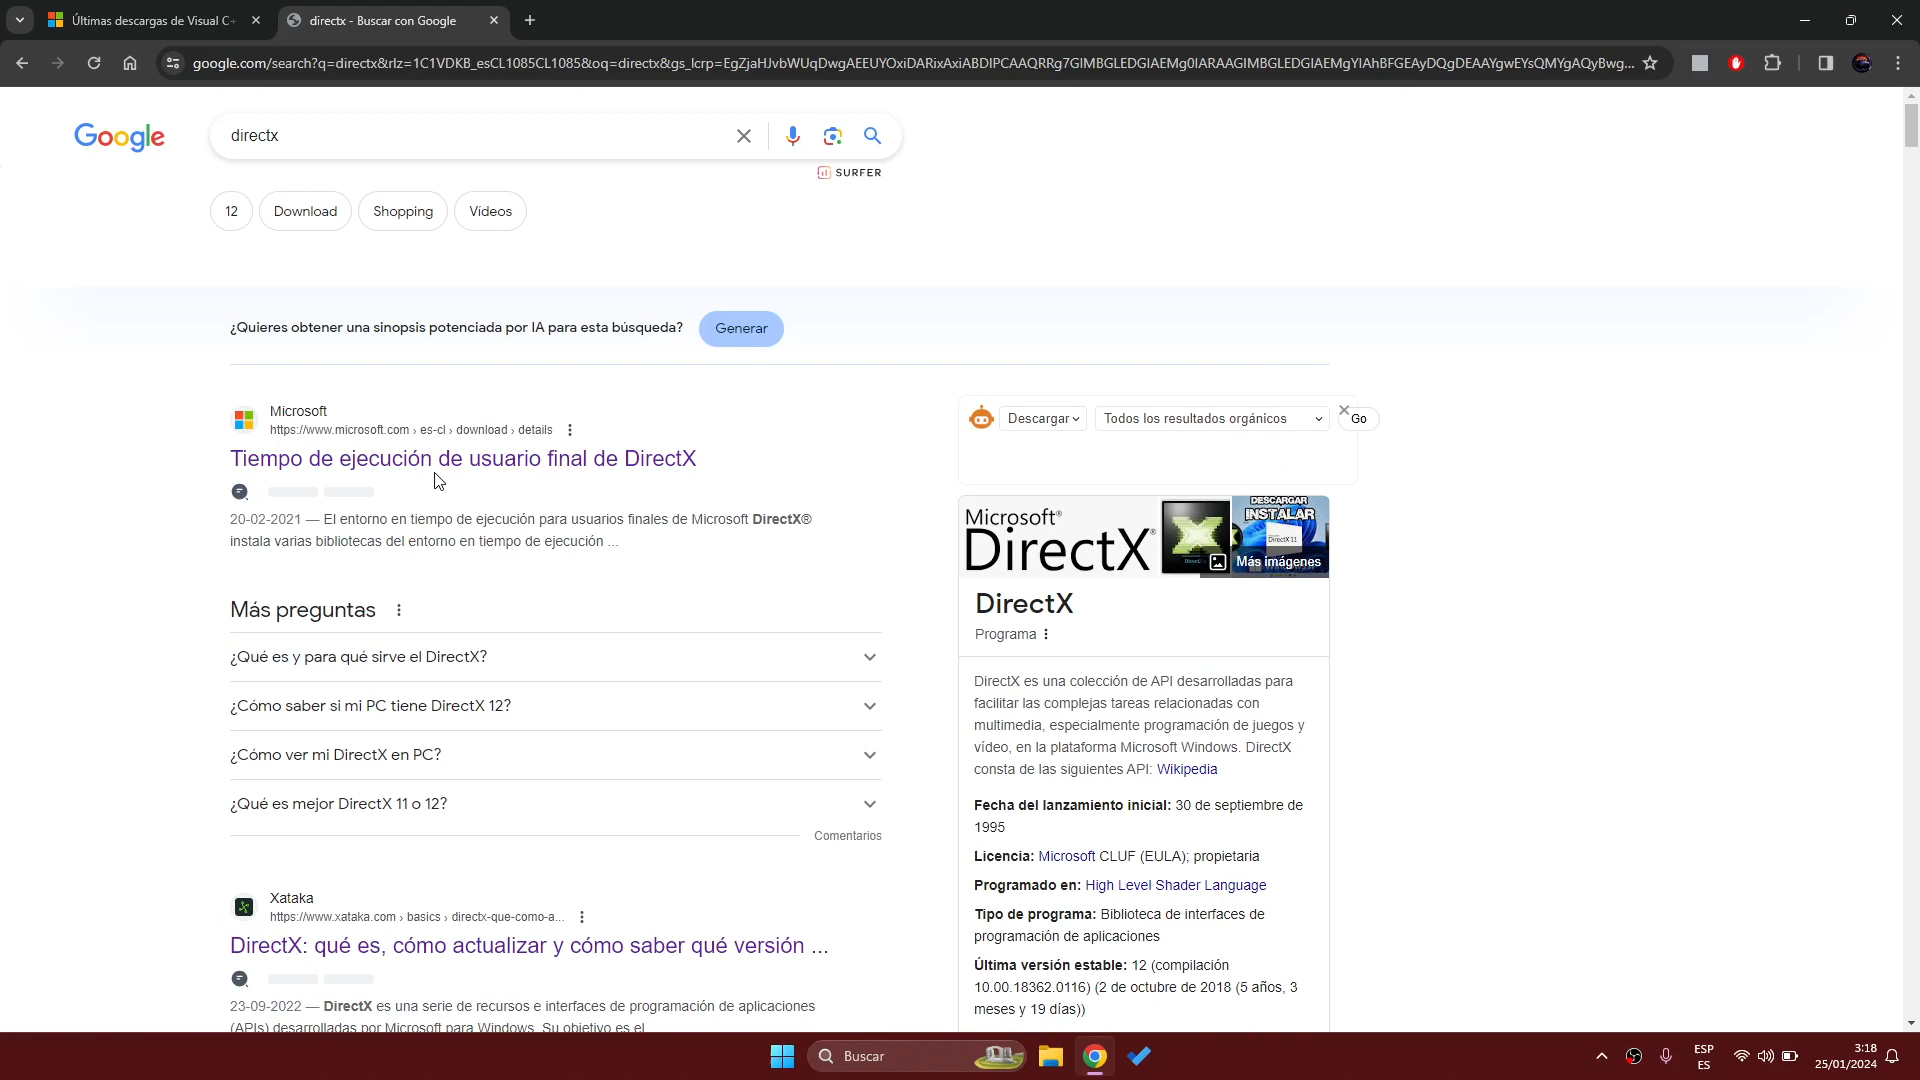 Últimas descargas de Visual C+
directx - Buscar con Google
google.com/search?q=directx&rlz=1C1VDKB_esCL1085CL1085&oq=directx&gs_lcrp=EgZjaHJvbWUqDwgAEEUYOxiDARixAxiABDIPCAAQRRg7GIMBGLEDGIAEMg0IARAAGIMBGLEDGIAEMgYIAhBFGEAyDQgDEAAYgwEYsQMYgAQyBwg...
Google
directx
SURFER
12
Download
Shopping
Vídeos
¿Quieres obtener una sinopsis potenciada por IA para esta búsqueda?
Generar
Microsoft
https://www.microsoft.com › es-cl › download › details
Tiempo de ejecución de usuario final de DirectX
20-02-2021 — El entorno en tiempo de ejecución para usuarios finales de Microsoft DirectX®
instala varias bibliotecas del entorno en tiempo de ejecución ...
Más preguntas
¿Qué es y para qué sirve el DirectX?
¿Cómo saber si mi PC tiene DirectX 12?
¿Cómo ver mi DirectX en PC?
¿Qué es mejor DirectX 11 o 12?
Comentarios
Xataka
https://www.xataka.com › basics › directx-que-como-a...
DirectX: qué es, cómo actualizar y cómo saber qué versión ...
23-09-2022 — DirectX es una serie de recursos e interfaces de programación de aplicaciones
(APIs) desarrolladas por Microsoft para Windows. Su objetivo es el
Descargar
Todos los resultados orgánicos
Go
Microsoft®
DirectX®
DESCARGAR
INSTALAR
DirectX 11
Más imágenes
DirectX
Programa
DirectX es una colección de API desarrolladas para
facilitar las complejas tareas relacionadas con
multimedia, especialmente programación de juegos y
vídeo, en la plataforma Microsoft Windows. DirectX
consta de las siguientes API: Wikipedia
Fecha del lanzamiento inicial: 30 de septiembre de
1995
Licencia: Microsoft CLUF (EULA); propietaria
Programado en: High Level Shader Language
Tipo de programa: Biblioteca de interfaces de
programación de aplicaciones
Última versión estable: 12 (compilación
10.00.18362.0116) (2 de octubre de 2018 (5 años, 3
meses y 19 días))
Buscar
ESP
ES
3:18
25/01/2024